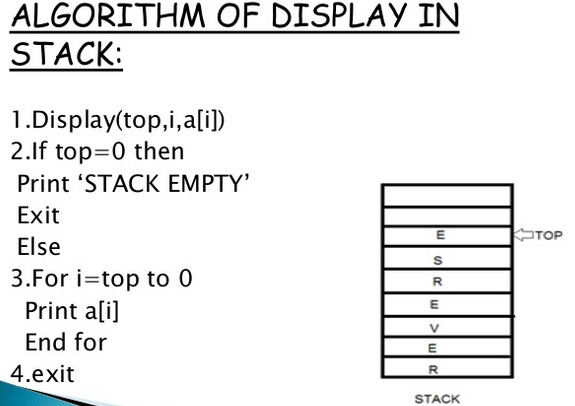 ALGORITHM OF DISPLAY IN
STACK:
1.Display(top,i,a[i])
2.If top=0 then
Print ‘STACK EMPTY’
Exit
Else
3.For i=top to 0
Print a[i]
End for
4.exit
E
TOP
S
R
E
V
E
R
STACK